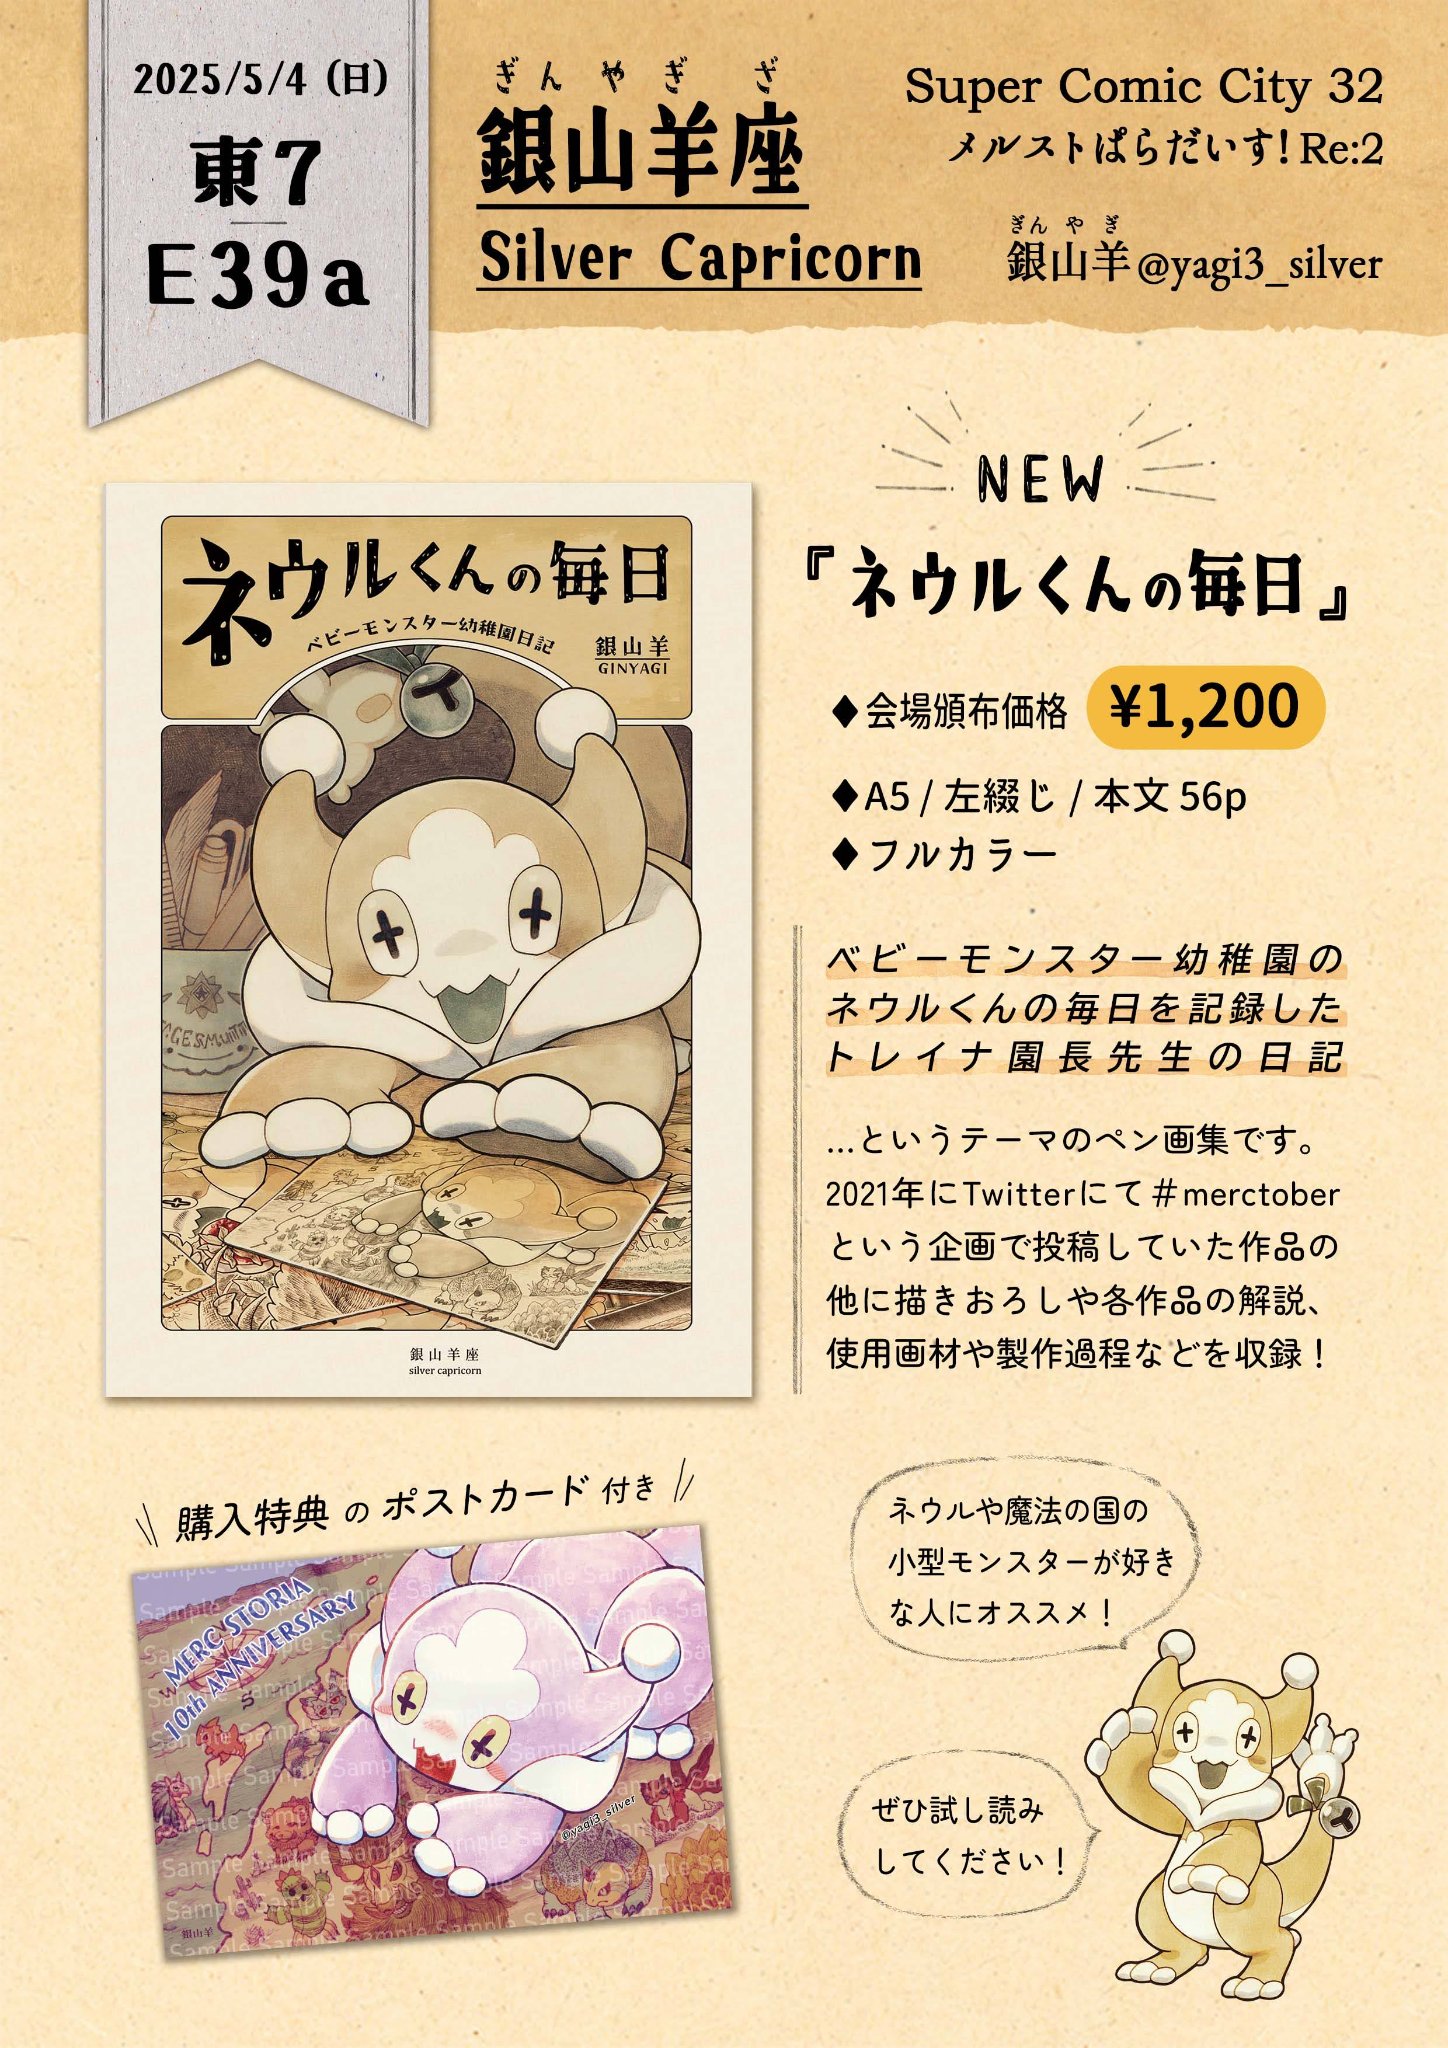 2025/5/4（日）
東7
E39a
ぎんやぎざ
銀山羊座
Silver Capricorn
Super Comic City 32
メルストぱらだいす! Re:2
ぎんやぎ
銀山羊@yagi3_silver
NEW
『ネウルくんの毎日』
♦会場頒布価格 ¥1,200
♦A5 / 左綴じ / 本文 56p
♦フルカラー
ベビーモンスター幼稚園の
ネウルくんの毎日を記録した
トレイナ園長先生の日記
…というテーマのペン画集です。
2021年にTwitterにて＃merctober
という企画で投稿していた作品の
他に描きおろしや各作品の解説、
使用画材や製作過程などを収録！
ネウルくんの毎日
ベビーモンスター幼稚園日記
銀山羊
GINYAGI
銀山羊座
silver capricorn
購入特典のポストカード付き
MERC STORIA
10th ANNIVERSARY
W
S
Sample Sample Sample Sample
@yagi3_silver
銀山羊
ネウルや魔法の国の
小型モンスターが好き
な人にオススメ！
ぜひ試し読み
してください！